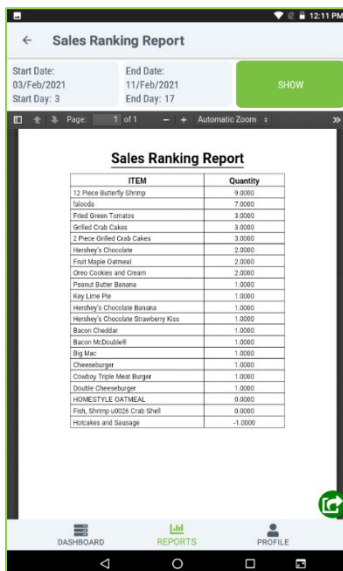 12:11 PM
Sales Ranking Report
Start Date:
03/Feb/2021
Start Day: 3
End Date:
11/Feb/2021
End Day: 17
SHOW
Page: 1 of 1 − + Automatic Zoom
Sales Ranking Report
ITEM Quantity
12 Piece Butterfly Shrimp 9.0000
falooda 7.0000
Fried Green Tomatos 3.0000
Grilled Crab Cakes 3.0000
2 Piece Grilled Crab Cakes 3.0000
Hershey's Chocolate 2.0000
Fruit Maple Oatmeal 2.0000
Oreo Cookies and Cream 2.0000
Peanut Butter Banana 1.0000
Key Lime Pie 1.0000
Hershey's Chocolate Banana 1.0000
Hershey's Chocolate Strawberry Kiss 1.0000
Bacon Cheddar 1.0000
Bacon McDouble® 1.0000
Big Mac 1.0000
Cheeseburger 1.0000
Cowboy Triple Meat Burger 1.0000
Double Cheeseburger 1.0000
HOMESTYLE OATMEAL 0.0000
Fish, Shrimp u0026 Crab Shell 0.0000
Hotcakes and Sausage -1.0000
DASHBOARD REPORTS PROFILE